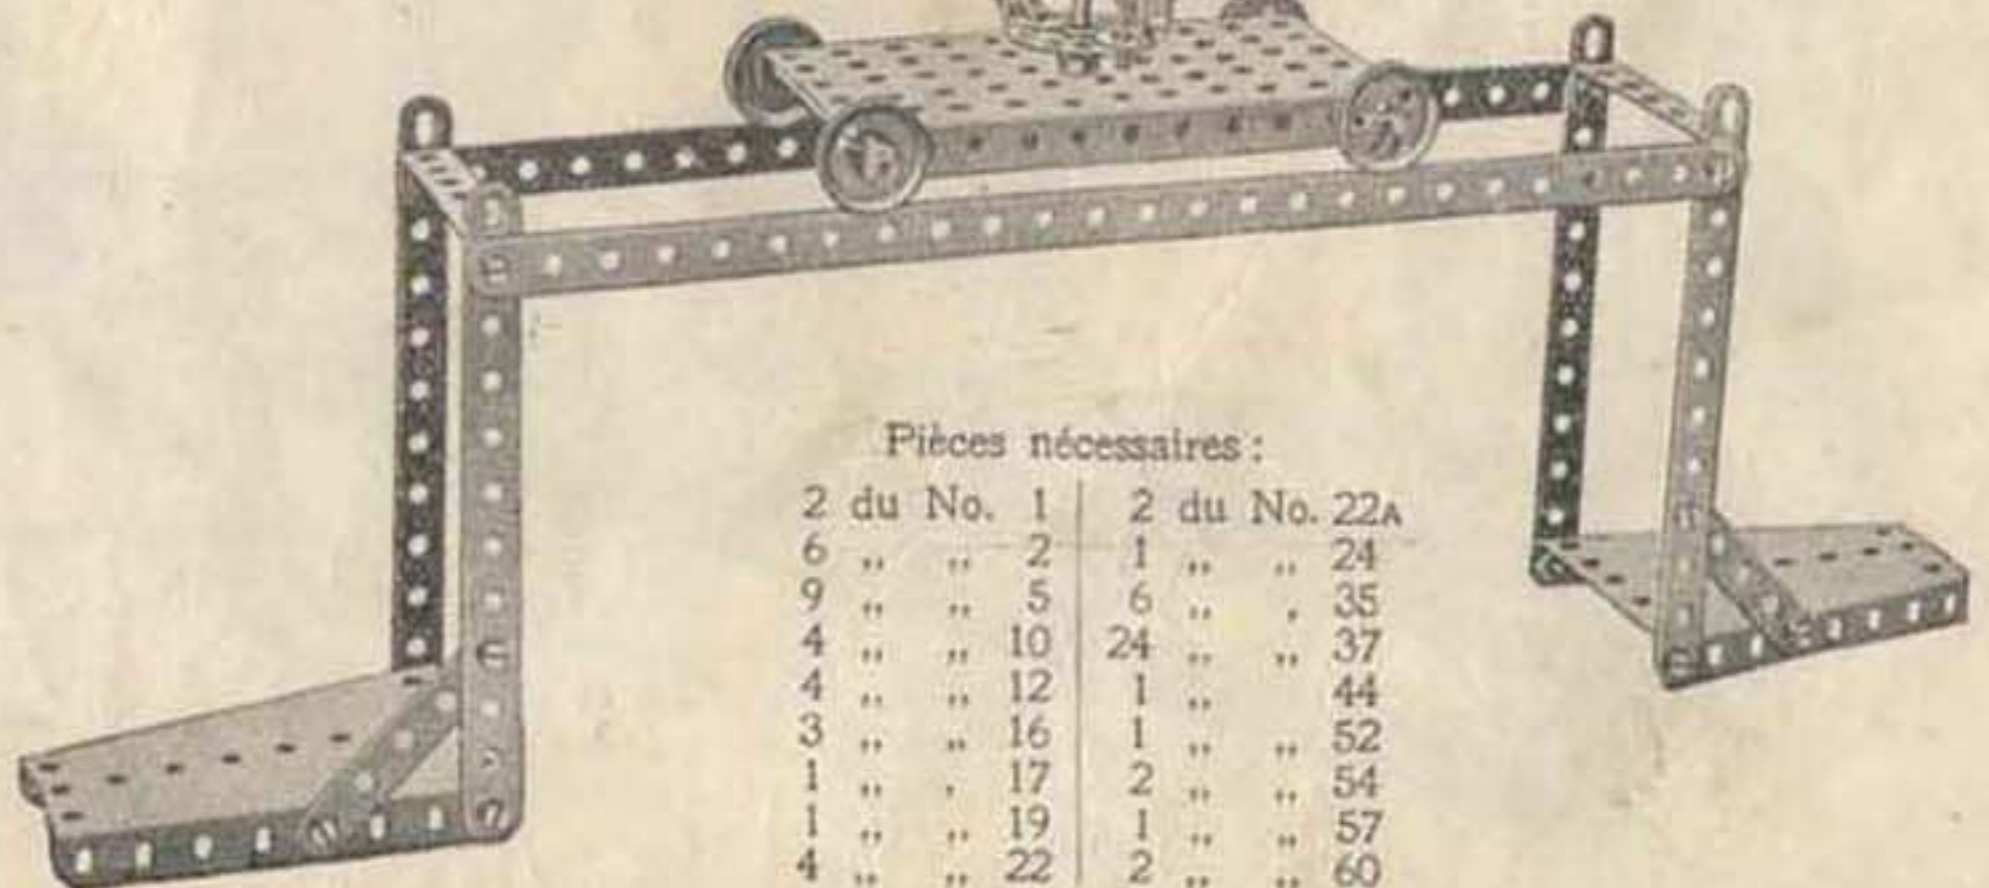 Pièces nécessaires :
2 du No. 1 | 2 du No. 22A
6 „ „ 2 | 1 „ „ 24
9 „ „ 5 | 6 „ „ 35
4 „ „ 10 | 24 „ „ 37
4 „ „ 12 | 1 „ 44
3 „ „ 16 | 1 „ „ 52
1 „ „ 17 | 2 „ „ 54
1 „ „ 19 | 1 „ „ 57
4 „ „ 22 | 2 „ „ 60